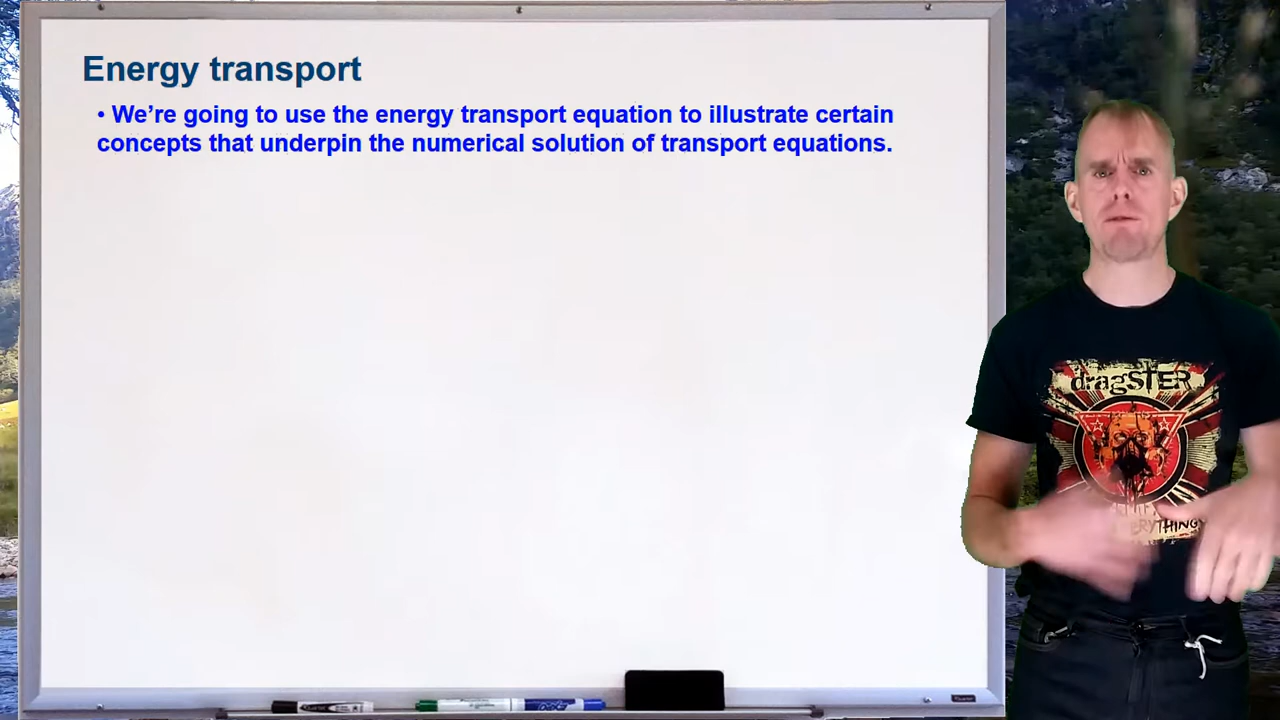 Energy transport
• We’re going to use the energy transport equation to illustrate certain
concepts that underpin the numerical solution of transport equations.
dragSTER
ERYTHING